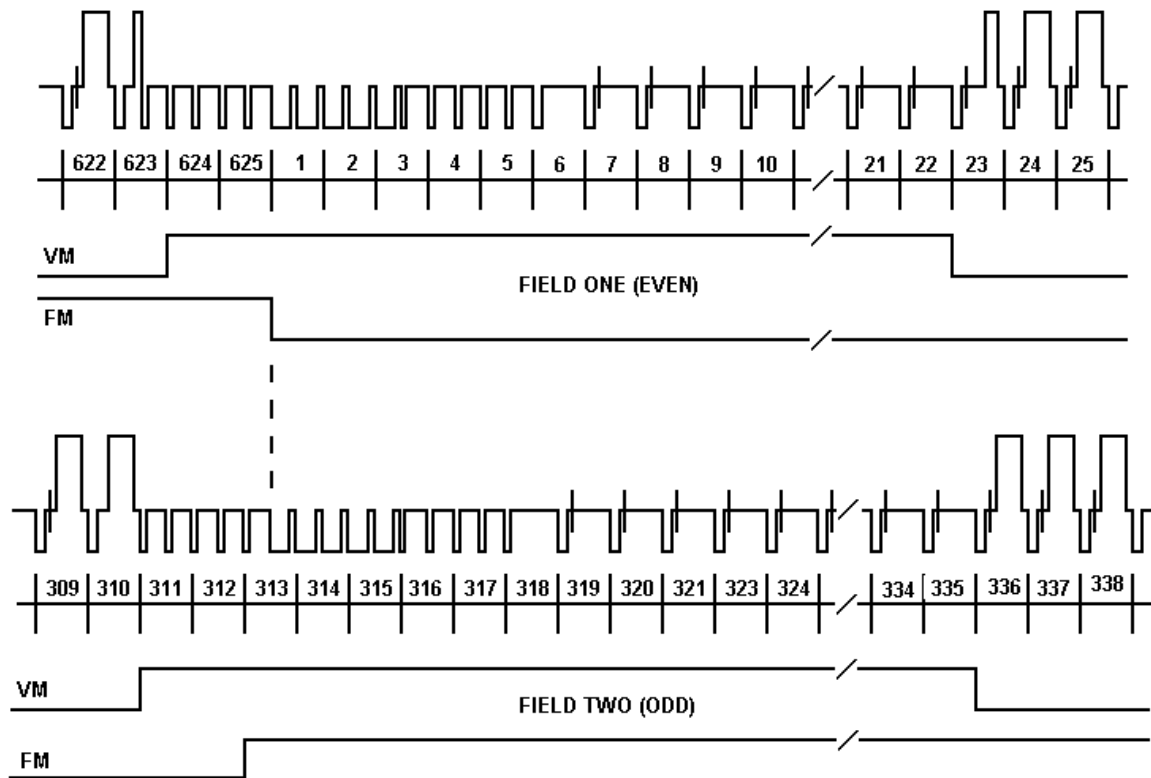 622 623 624 625 1 2 3 4 5 6 7 8 9 10 21 22 23 24 25
VM
FIELD ONE (EVEN)
FM
309 310 311 312 313 314 315 316 317 318 319 320 321 323 324 334 335 336 337 338
VM
FIELD TWO (ODD)
FM